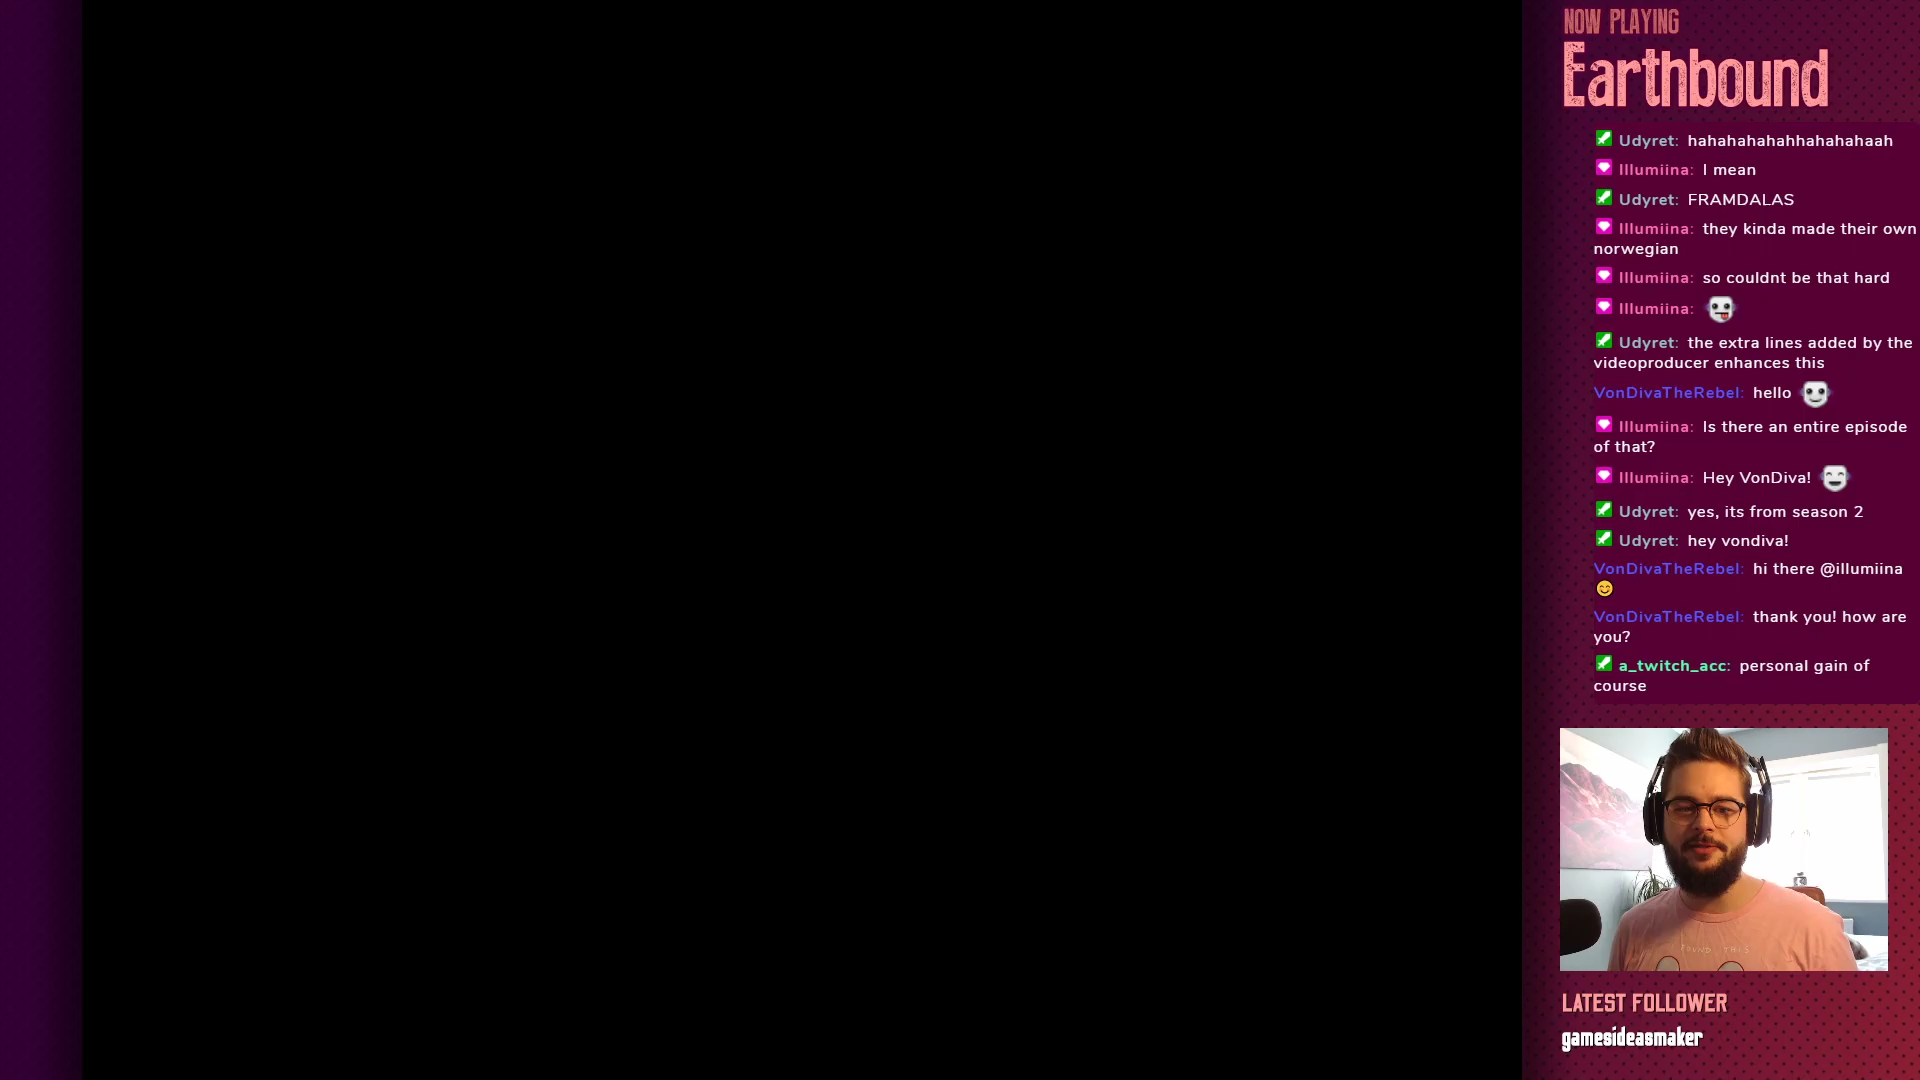 NOW PLAYING
Earthbound
Udyret: hahahahahahhahahahaah
Illumiina: I mean
Udyret: FRAMDALAS
Illumiina: they kinda made their own
norwegian
Illumiina: so couldnt be that hard
Illumiina:
Udyret: the extra lines added by the
videoproducer enhances this
VonDivaTheRebel: hello
Illumiina: Is there an entire episode
of that?
Illumiina: Hey VonDiva!
Udyret: yes, its from season 2
Udyret: hey vondiva!
VonDivaTheRebel: hi there @illumiina
😊
VonDivaTheRebel: thank you! how are
you?
a_twitch_acc: personal gain of
course
FOUND THIS
LATEST FOLLOWER
gamesideasmaker